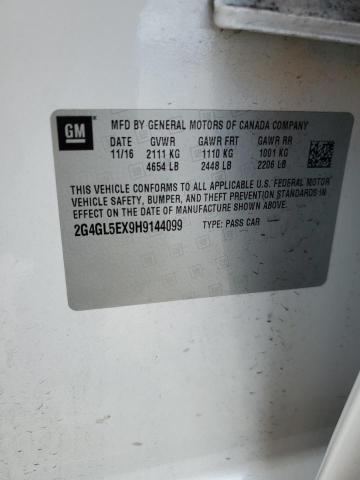 GM
MFD BY GENERAL MOTORS OF CANADA COMPANY
DATE GVWR GAWR FRT GAWR RR
11/16 2111 KG 1110 KG 1001 KG
4654 LB 2448 LB 2206 LB
THIS VEHICLE CONFORMS TO ALL APPLICABLE U.S. FEDERAL MOTOR
VEHICLE SAFETY, BUMPER, AND THEFT PREVENTION STANDARDS IN
EFFECT ON THE DATE OF MANUFACTURE SHOWN ABOVE.
2G4GL5EX9H9144099 TYPE: PASS CAR